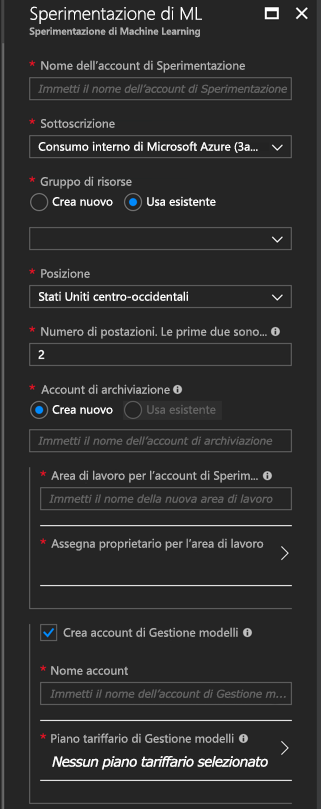 Sperimentazione di ML
Sperimentazione di Machine Learning
* Nome dell'account di Sperimentazione
Immetti il nome dell'account di Sperimentazione
* Sottoscrizione
Consumo interno di Microsoft Azure (3a...
* Gruppo di risorse
Crea nuovo Usa esistente
* Posizione
Stati Uniti centro-occidentali
* Numero di postazioni. Le prime due sono...
2
* Account di archiviazione
Crea nuovo Usa esistente
Immetti il nome dell'account di archiviazione
* Area di lavoro per l'account di Sperim...
Immetti il nome della nuova area di lavoro
* Assegna proprietario per l'area di lavoro
Crea account di Gestione modelli
* Nome account
Immetti il nome dell'account di Gestione m...
* Piano tariffario di Gestione modelli
Nessun piano tariffario selezionato